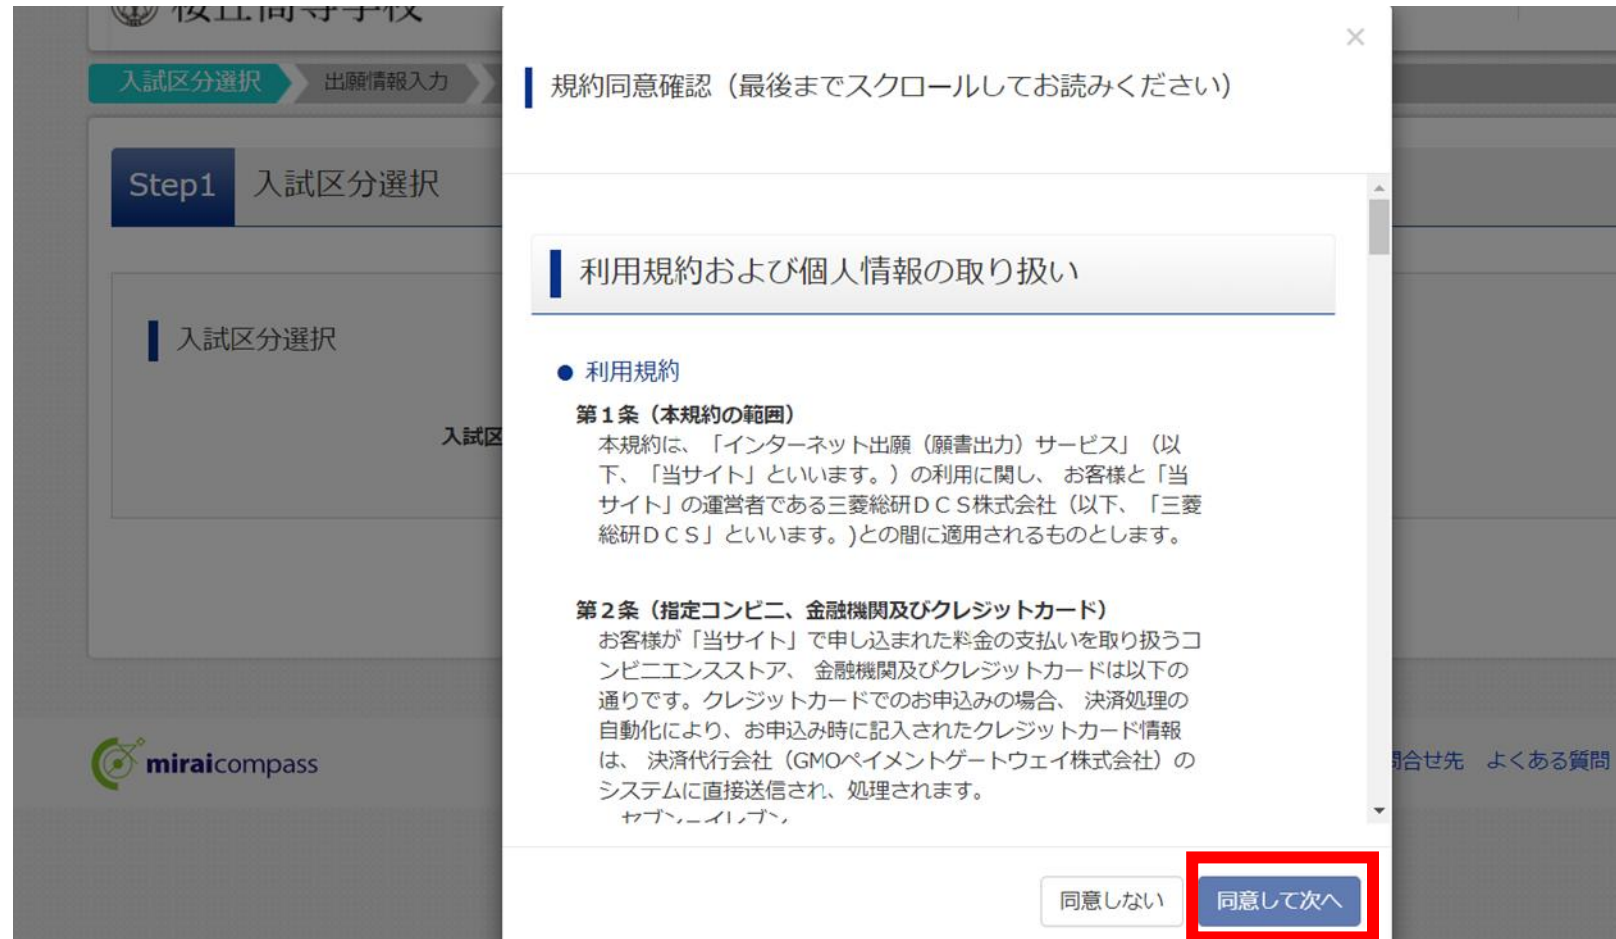 桜丘高等学校
入試区分選択
出願情報入力
Step1 入試区分選択
入試区分選択
入試区
×
規約同意確認（最後までスクロールしてお読みください）
利用規約および個人情報の取り扱い
● 利用規約
第１条（本規約の範囲）
本規約は、「インターネット出願（願書出力）サービス」（以
下、「当サイト」といいます。）の利用に関し、 お客様と「当
サイト」の運営者である三菱総研ＤＣＳ株式会社（以下、「三菱
総研ＤＣＳ」といいます。)との間に適用されるものとします。
第２条（指定コンビニ、金融機関及びクレジットカード）
お客様が「当サイト」で申し込まれた料金の支払いを取り扱うコ
ンビニエンスストア、 金融機関及びクレジットカードは以下の
通りです。クレジットカードでのお申込みの場合、 決済処理の
自動化により、お申込み時に記入されたクレジットカード情報
は、 決済代行会社（GMOペイメントゲートウェイ株式会社）の
システムに直接送信され、処理されます。
セブン−イレブン
同意しない
同意して次へ
miraicompass
問合せ先 よくある質問